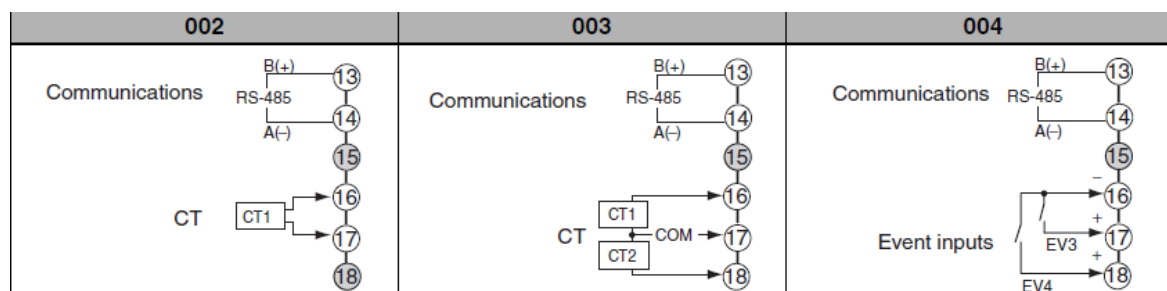 002
003
004
B(+)
13
Communications
RS-485
14
A(–)
15
16
CT
CT1
17
18
B(+)
13
Communications
RS-485
14
A(–)
15
16
CT1
CT
COM
17
CT2
18
B(+)
13
Communications
RS-485
14
A(–)
15
–
16
+
Event inputs
EV3
17
+
EV4
18